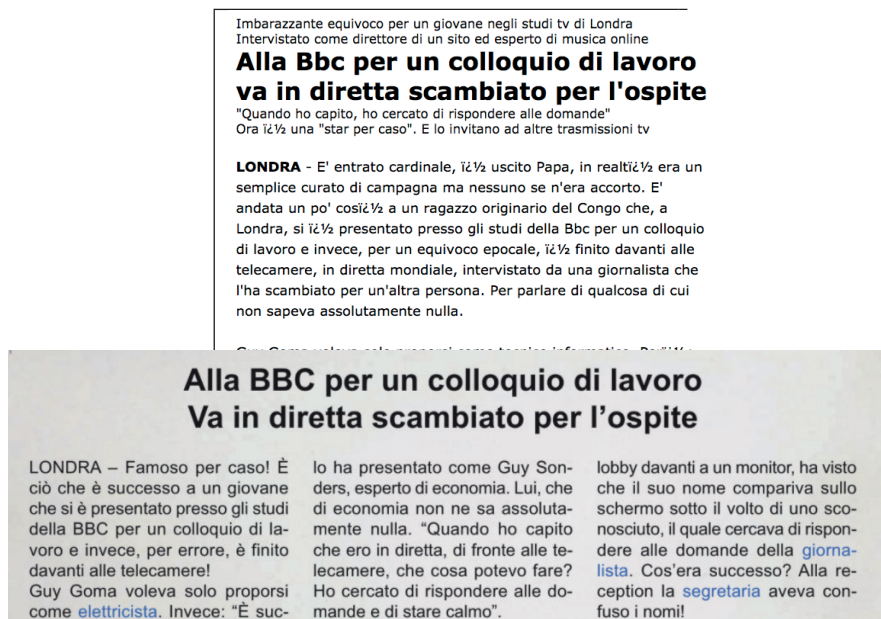 Imbarazzante equivoco per un giovane negli studi tv di Londra
Intervistato come direttore di un sito ed esperto di musica online
Alla Bbc per un colloquio di lavoro
va in diretta scambiato per l'ospite
"Quando ho capito, ho cercato di rispondere alle domande"
Ora ï¿½ una "star per caso". E lo invitano ad altre trasmissioni tv
LONDRA - E' entrato cardinale, ï¿½ uscito Papa, in realtï¿½ era un
semplice curato di campagna ma nessuno se n'era accorto. E'
andata un po' cosï¿½ a un ragazzo originario del Congo che, a
Londra, si ï¿½ presentato presso gli studi della Bbc per un colloquio
di lavoro e invece, per un equivoco epocale, ï¿½ finito davanti alle
telecamere, in diretta mondiale, intervistato da una giornalista che
l'ha scambiato per un'altra persona. Per parlare di qualcosa di cui
non sapeva assolutamente nulla.
Alla BBC per un colloquio di lavoro
Va in diretta scambiato per l’ospite
LONDRA – Famoso per caso! È
ciò che è successo a un giovane
che si è presentato presso gli studi
della BBC per un colloquio di la-
voro e invece, per errore, è finito
davanti alle telecamere!
Guy Goma voleva solo proporsi
come elettricista. Invece: “È suc-
lo ha presentato come Guy Son-
ders, esperto di economia. Lui, che
di economia non ne sa assoluta-
mente nulla. “Quando ho capito
che ero in diretta, di fronte alle te-
lecamere, che cosa potevo fare?
Ho cercato di rispondere alle do-
mande e di stare calmo”.
lobby davanti a un monitor, ha visto
che il suo nome compariva sullo
schermo sotto il volto di uno sco-
nosciuto, il quale cercava di rispon-
dere alle domande della giorna-
lista. Cos’era successo? Alla re-
ception la segretaria aveva con-
fuso i nomi!